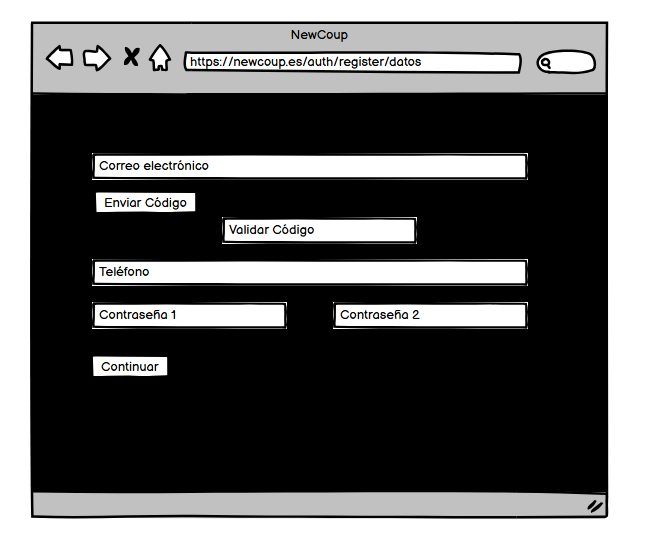 NewCoup
https://newcoup.es/auth/register/datos
Correo electrónico
Enviar Código
Validar Código
Teléfono
Contraseña 1
Contraseña 2
Continuar